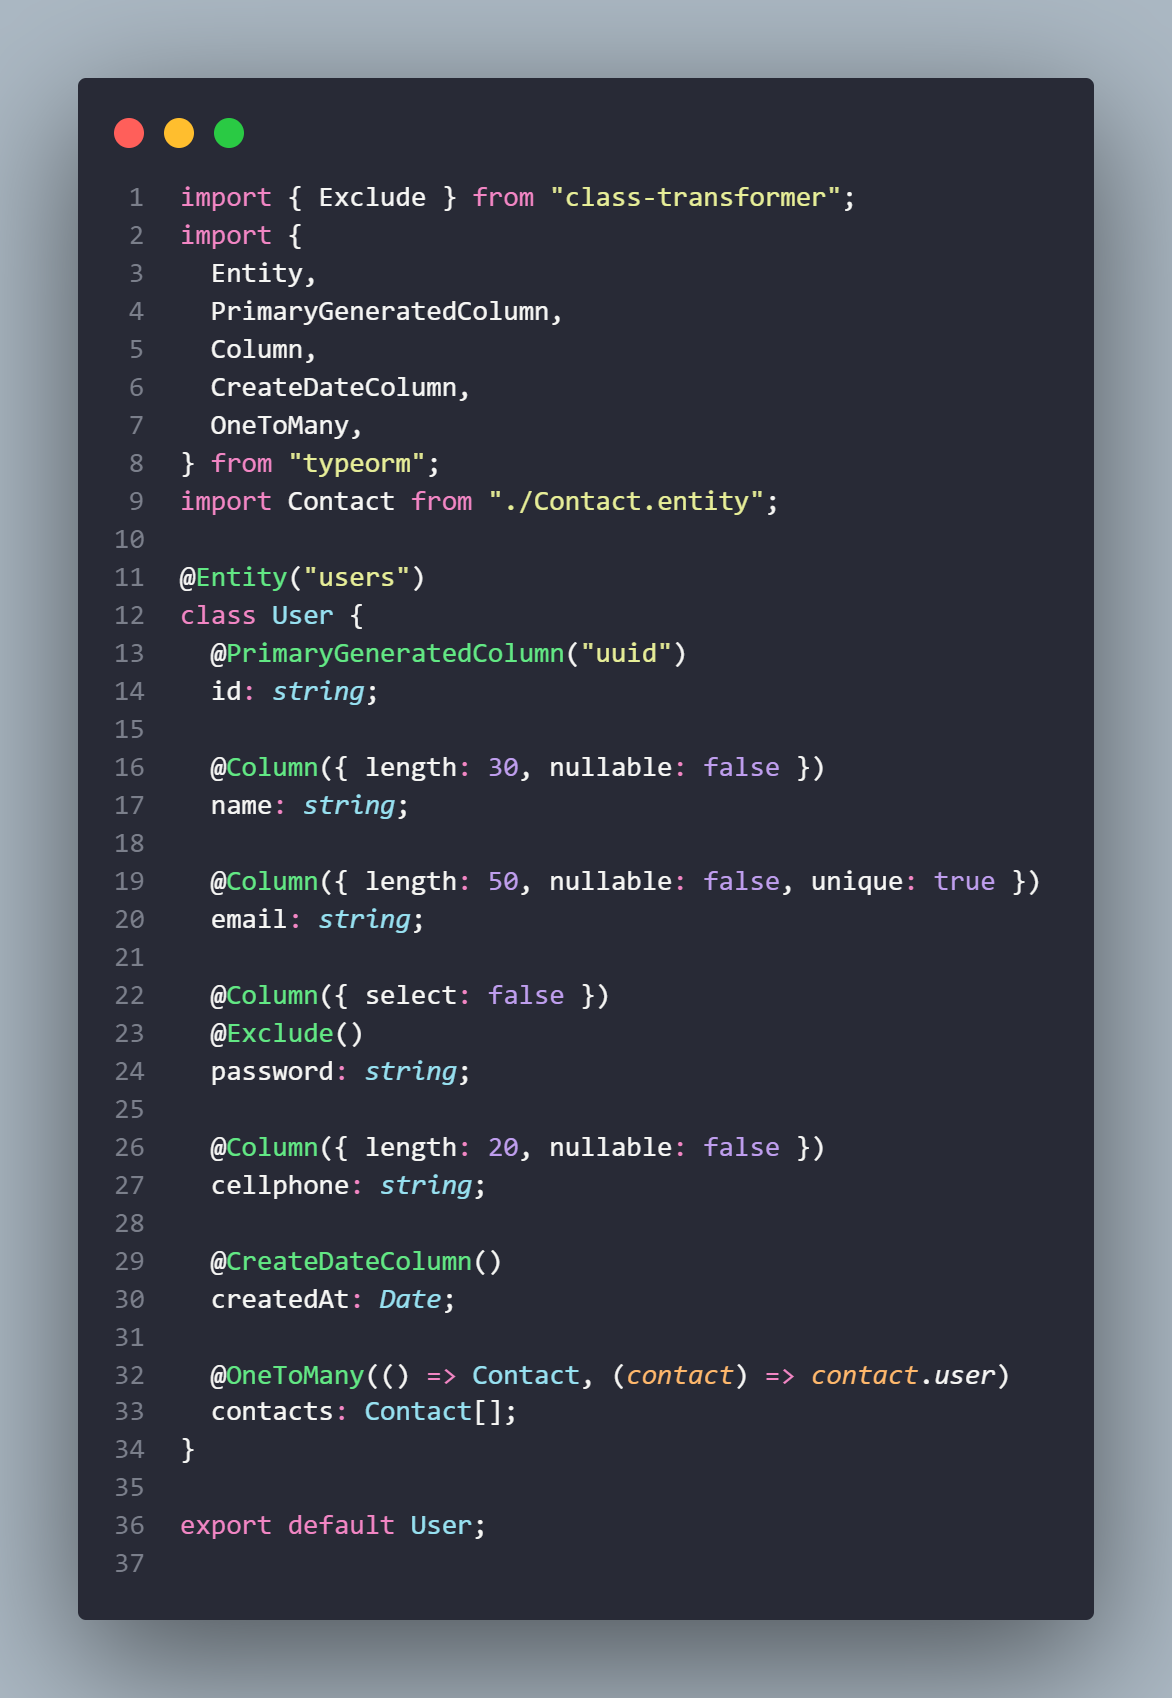 1 import { Exclude } from "class-transformer";
2 import {
3   Entity,
4   PrimaryGeneratedColumn,
5   Column,
6   CreateDateColumn,
7   OneToMany,
8 } from "typeorm";
9 import Contact from "./Contact.entity";
10
11 @Entity("users")
12 class User {
13   @PrimaryGeneratedColumn("uuid")
14   id: string;
15
16   @Column({ length: 30, nullable: false })
17   name: string;
18
19   @Column({ length: 50, nullable: false, unique: true })
20   email: string;
21
22   @Column({ select: false })
23   @Exclude()
24   password: string;
25
26   @Column({ length: 20, nullable: false })
27   cellphone: string;
28
29   @CreateDateColumn()
30   createdAt: Date;
31
32   @OneToMany(() => Contact, (contact) => contact.user)
33   contacts: Contact[];
34 }
35
36 export default User;
37